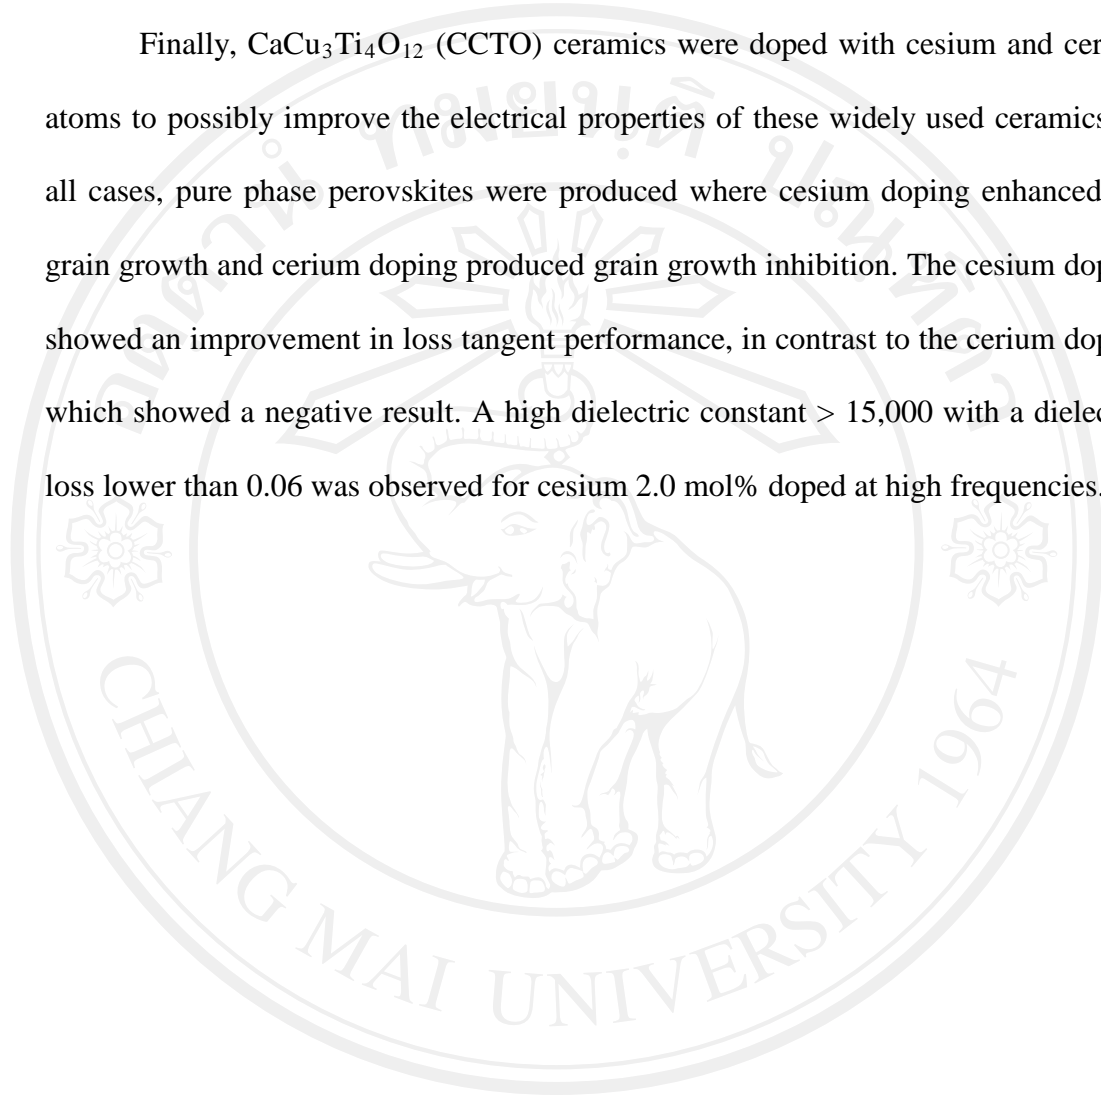 Finally, CaCu₃Ti₄O₁₂ (CCTO) ceramics were doped with cesium and cer
atoms to possibly improve the electrical properties of these widely used ceramics
all cases, pure phase perovskites were produced where cesium doping enhanced
grain growth and cerium doping produced grain growth inhibition. The cesium dop
showed an improvement in loss tangent performance, in contrast to the cerium dop
which showed a negative result. A high dielectric constant > 15,000 with a dielec
loss lower than 0.06 was observed for cesium 2.0 mol% doped at high frequencies.
CHIANG MAI UNIVERSITY 1964